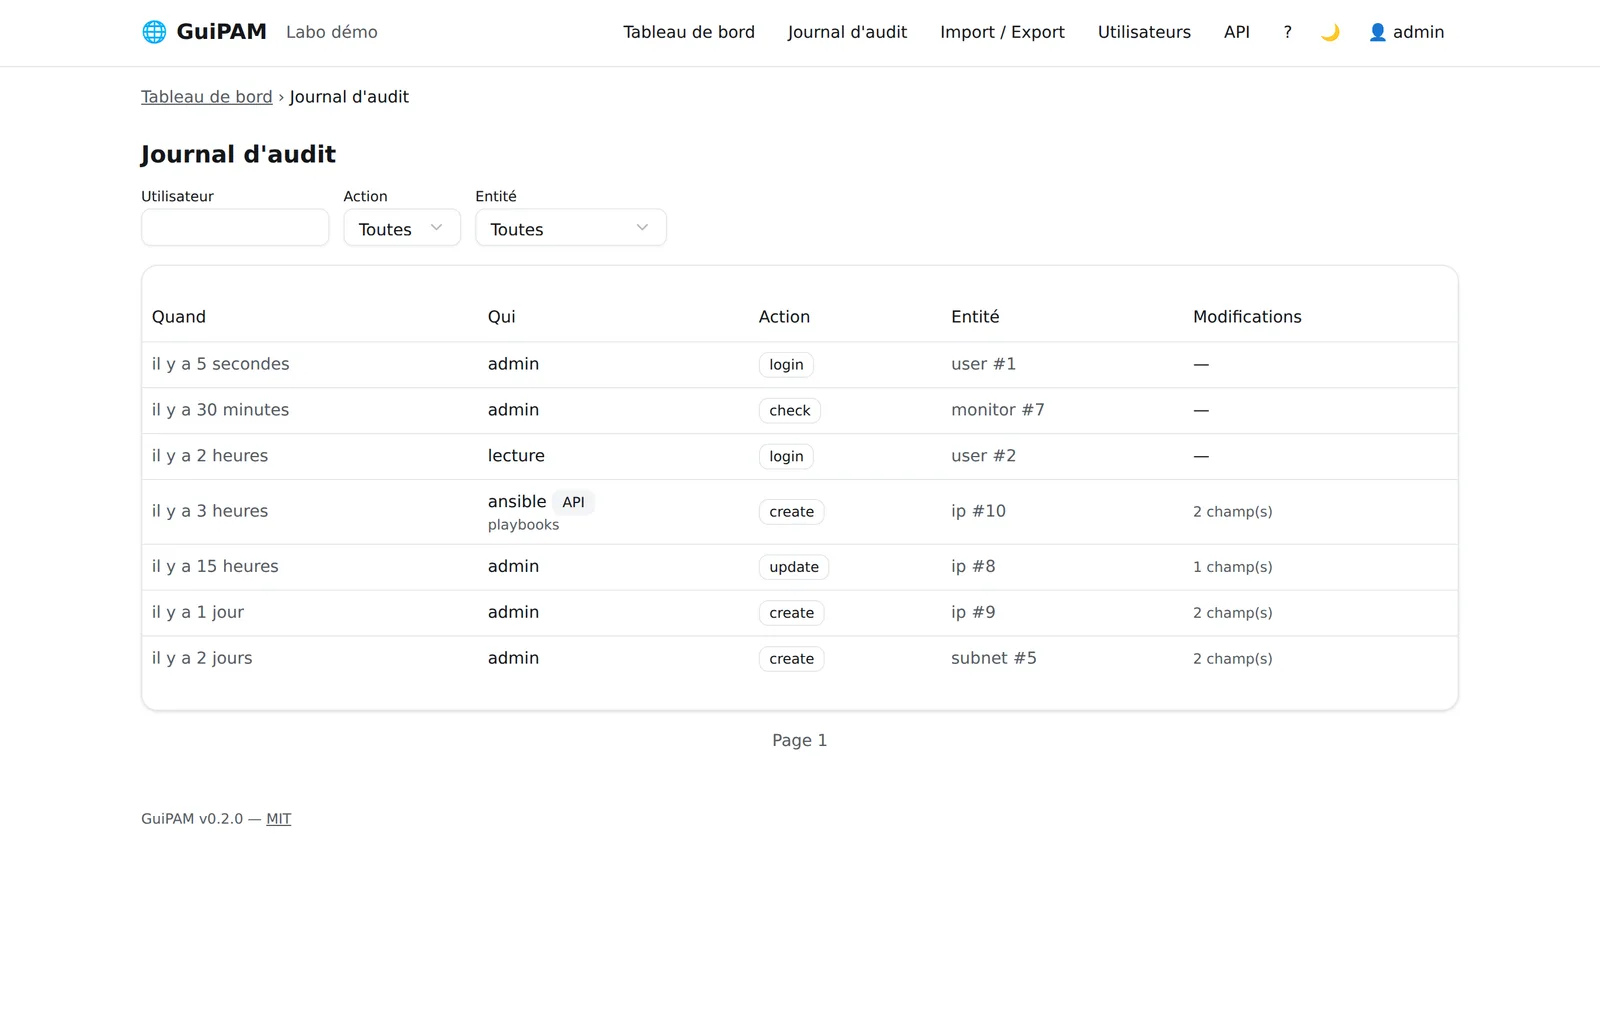 GuiPAM Labo démo Tableau de bord Journal d'audit Import / Export Utilisateurs API ? admin
Tableau de bord › Journal d'audit
Journal d'audit
Utilisateur Action Entité
Toutes Toutes
Quand Qui Action Entité Modifications
il y a 5 secondes admin login user #1 —
il y a 30 minutes admin check monitor #7 —
il y a 2 heures lecture login user #2 —
il y a 3 heures ansible API playbooks create ip #10 2 champ(s)
il y a 15 heures admin update ip #8 1 champ(s)
il y a 1 jour admin create ip #9 2 champ(s)
il y a 2 jours admin create subnet #5 2 champ(s)
Page 1
GuiPAM v0.2.0 — MIT